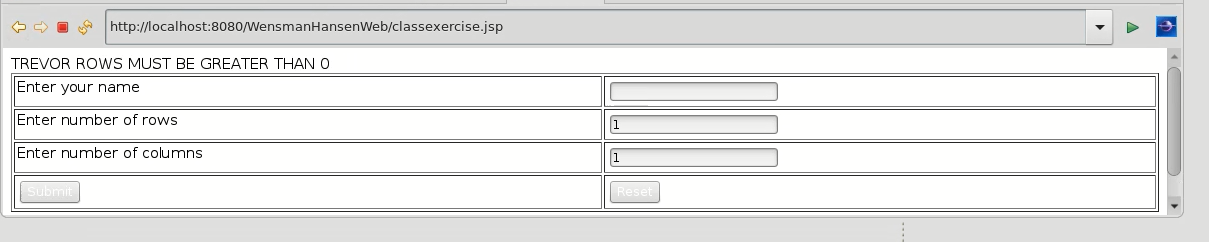 http://localhost:8080/WensmanHansenWeb/classexercise.jsp
TREVOR ROWS MUST BE GREATER THAN 0
Enter your name
Enter number of rows 1
Enter number of columns 1
Submit Reset